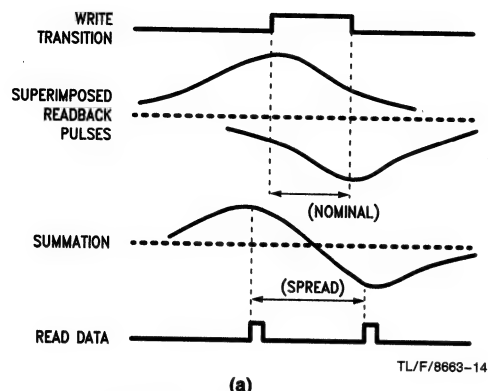 WRITE
TRANSITION
SUPERIMPOSED
READBACK
PULSES
(NOMINAL)
SUMMATION
(SPREAD)
READ DATA
TL/F/8663-14
(a)